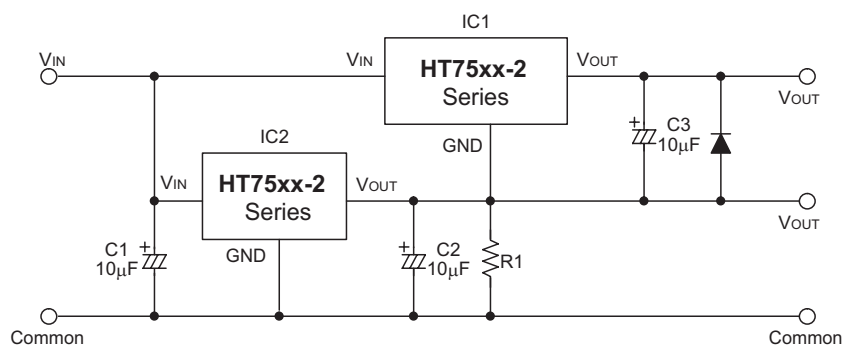 IC1
VIN
VIN
HT75xx-2
Series
VOUT
VOUT
GND
C3
10μF
IC2
VIN
HT75xx-2
Series
VOUT
VOUT
GND
C1
10μF
C2
10μF
R1
Common
Common
+
+
+